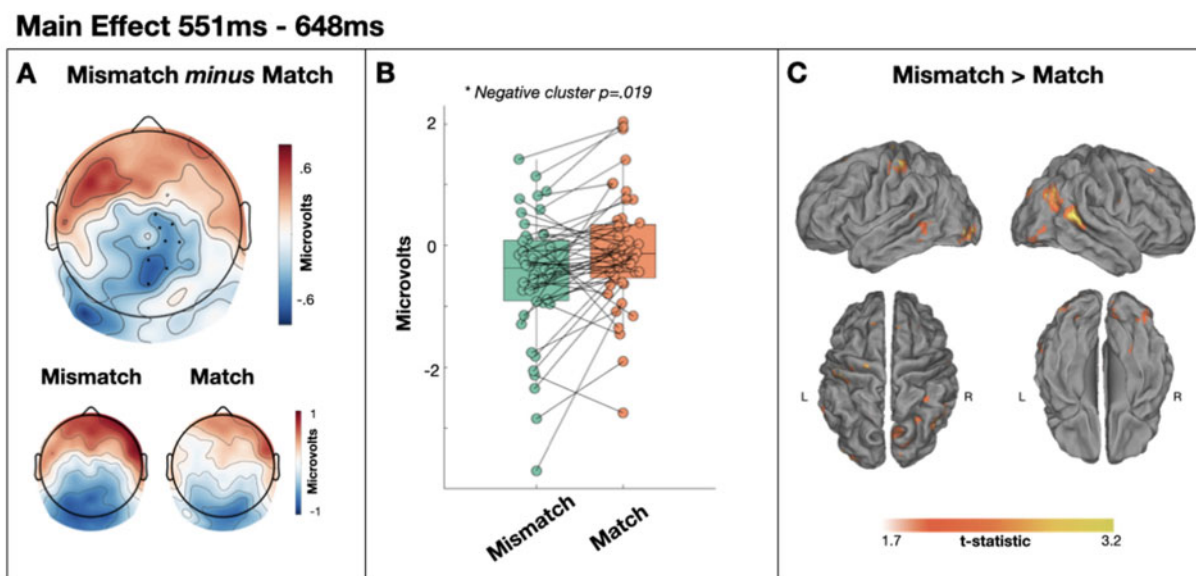 Main Effect 551ms - 648ms
A
Mismatch minus Match
.6
Microvolts
-.6
Mismatch
Match
1
Microvolts
-1
B
* Negative cluster p=.019
2
0
-2
Microvolts
Mismatch
Match
C
Mismatch > Match
L
R
L
R
1.7
t-statistic
3.2